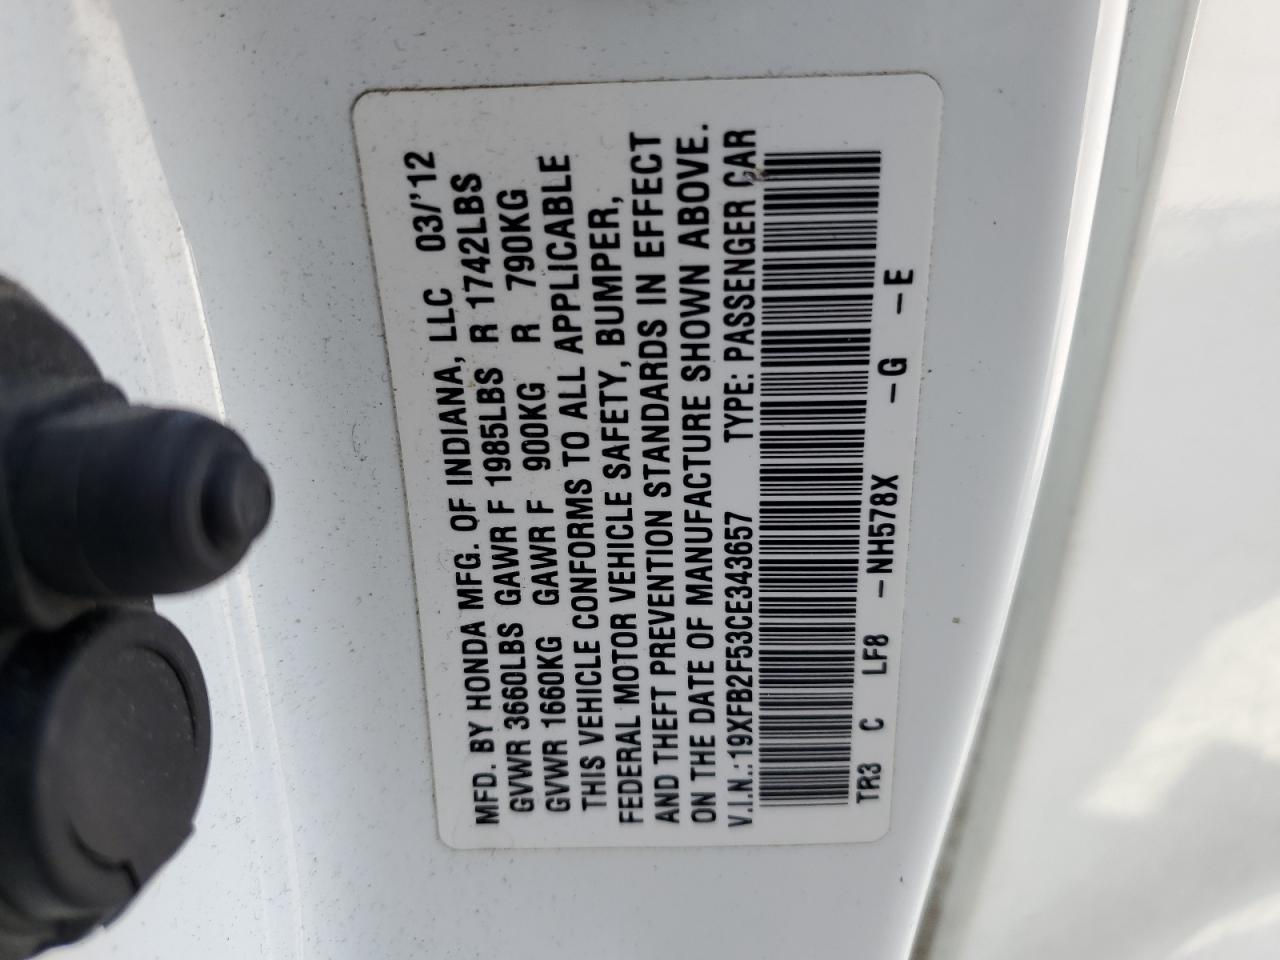 MFD. BY HONDA MFG. OF INDIANA, LLC 03/'12
GVWR 3660LBS GAWR F 1985LBS R 1742LBS
GVWR 1660KG GAWR F 900KG R 790KG
THIS VEHICLE CONFORMS TO ALL APPLICABLE
FEDERAL MOTOR VEHICLE SAFETY, BUMPER,
AND THEFT PREVENTION STANDARDS IN EFFECT
ON THE DATE OF MANUFACTURE SHOWN ABOVE.
V.I.N.:19XFB2F53CE343657 TYPE: PASSENGER CAR
TR3 C LF8 -NH578X -G -E